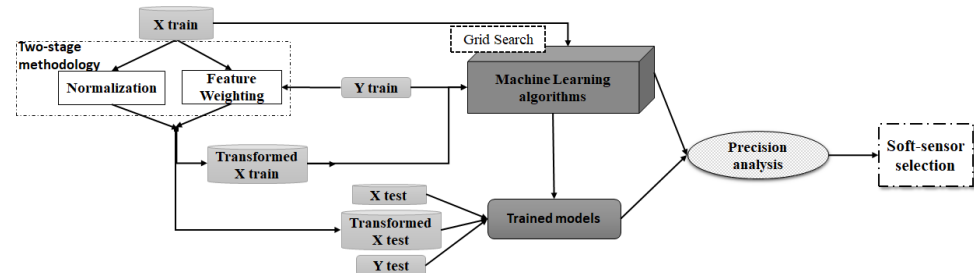 X train
Grid Search
Two-stage
methodology
Normalization
Feature
Weighting
Y train
Machine Learning
algorithms
Transformed
X train
Precision
analysis
Soft-sensor
selection
X test
Transformed
X test
Y test
Trained models